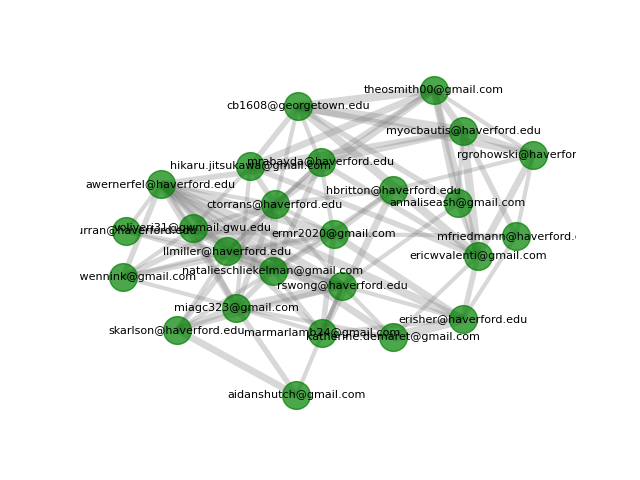 theosmith00@gmail.com
cb1608@georgetown.edu
myocbautis@haverford.edu
rgrohowski@haverfor
mrabayda@haverford.edu
hikaru.jitsukawa@gmail.com
awernerfel@haverford.edu
hbritton@haverford.edu
annaliseash@gmail.com
ctorrans@haverford.edu
voliveri31@gwmail.gwu.edu
urran@haverford.edu
ermr2020@gmail.com
mfriedmann@haverford.e
llmiller@haverford.edu
ericwvalenti@gmail.com
natalieschliekelman@gmail.com
wennink@gmail.com
rswong@haverford.edu
miagc323@gmail.com
erisher@haverford.edu
skarlson@haverford.edu
marmarlamb24@gmail.com
katherine.demaret@gmail.com
aidanshutch@gmail.com